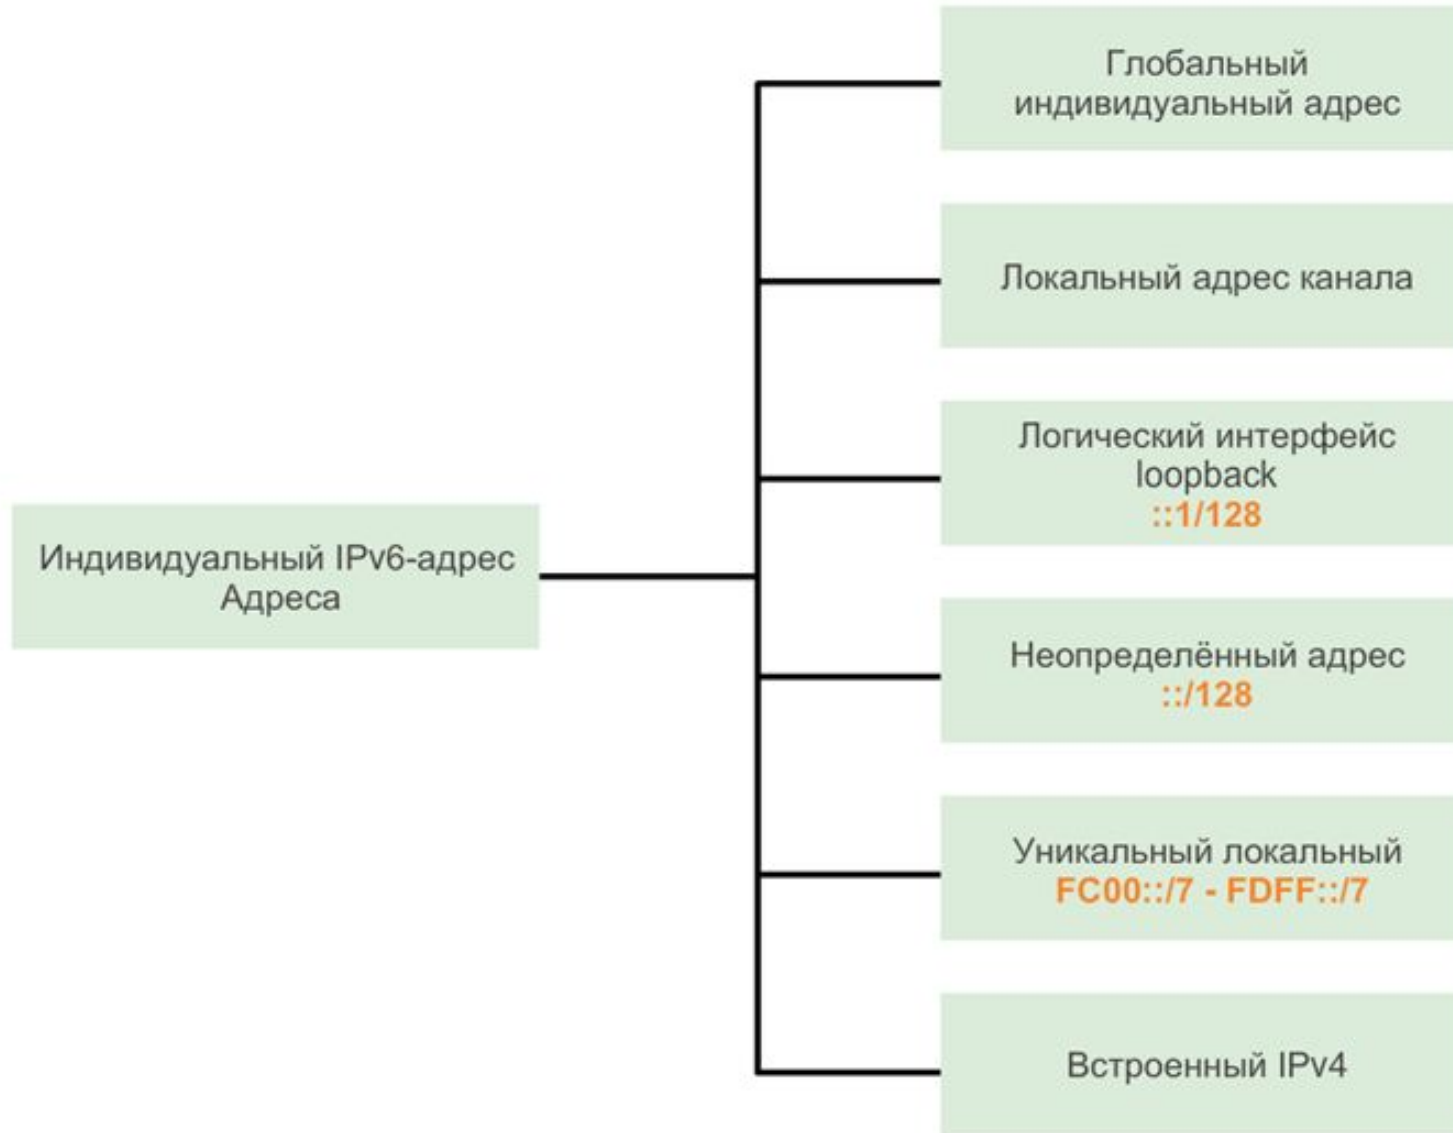 Глобальный
индивидуальный адрес
Локальный адрес канала
Логический интерфейс
loopback
::1/128
Индивидуальный IPv6-адрес
Адреса
Неопределённый адрес
::/128
Уникальный локальный
FC00::/7 - FDFF::/7
Встроенный IPv4